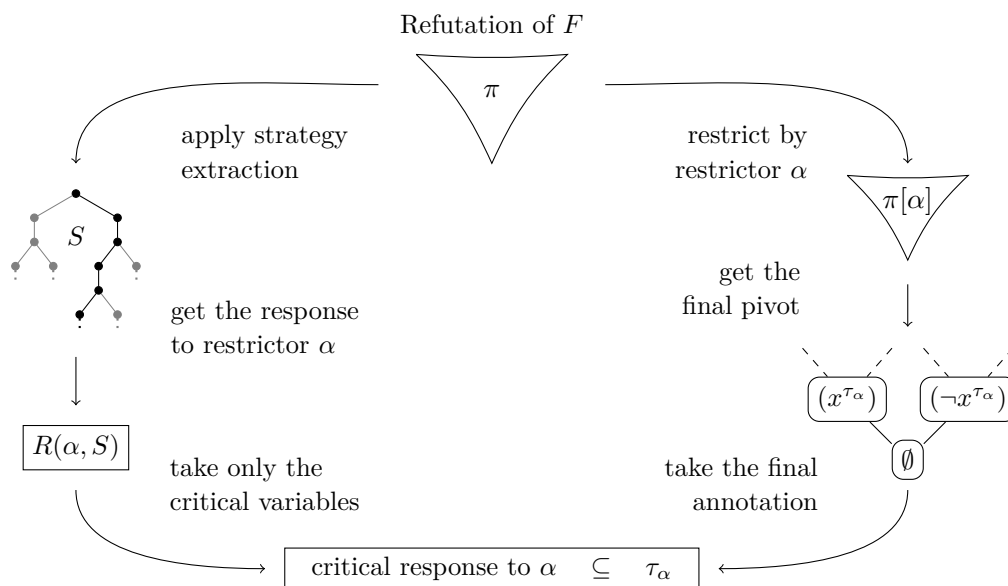 Refutation of F
π
apply strategy
extraction
restrict by
restrictor α
π[α]
S
get the
final pivot
get the response
to restrictor α
(x^{τ_α})
(¬x^{τ_α})
R(α, S)
∅
take only the
critical variables
take the final
annotation
critical response to α ⊆ τ_α